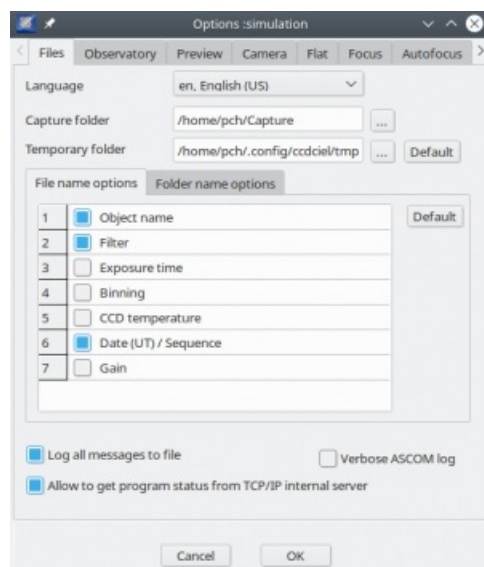 Options :simulation
Files Observatory Preview Camera Flat Focus Autofocus
Language en, English (US)
Capture folder /home/pch/Capture ...
Temporary folder /home/pch/.config/ccdciel/tmp ... Default
File name options Folder name options
1 Object name Default
2 Filter
3 Exposure time
4 Binning
5 CCD temperature
6 Date (UT) / Sequence
7 Gain
Log all messages to file Verbose ASCOM log
Allow to get program status from TCP/IP internal server
Cancel OK